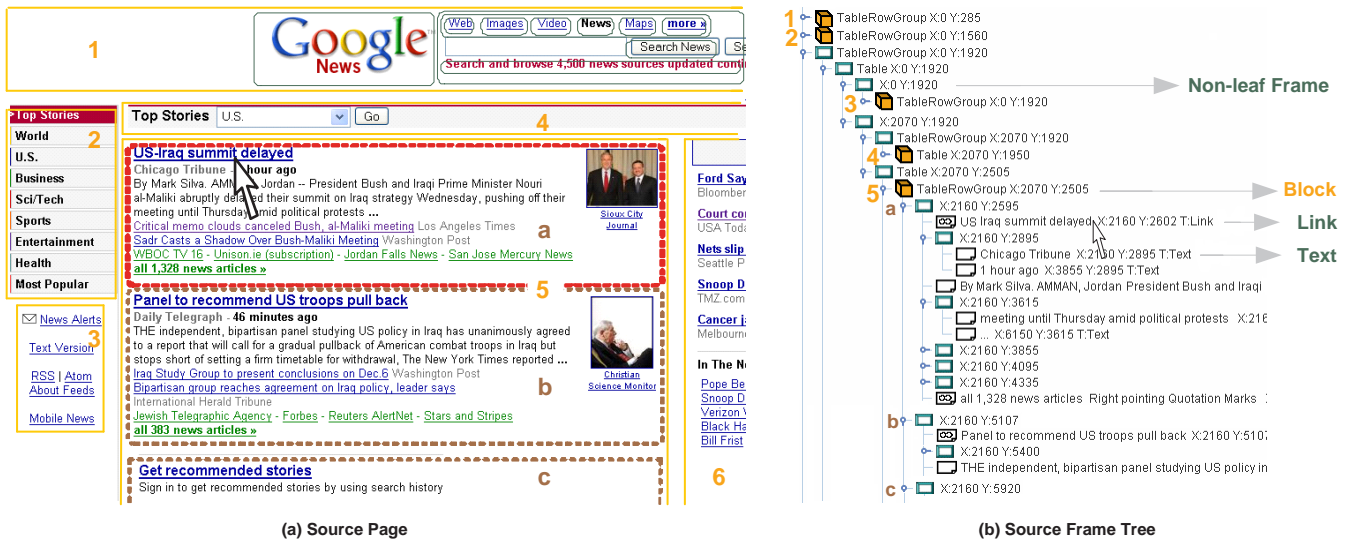 1
Google
News
Web Images Video News Maps more »
Search News Se
Search and browse 4,500 news sources updated conti
>Top Stories
World
2
U.S.
Business
Sci/Tech
Sports
Entertainment
Health
Most Popular
News Alerts
3
Text Version
RSS | Atom
About Feeds
Mobile News
Top Stories U.S. Go
4
US-Iraq summit delayed
Chicago Tribune - hour ago
By Mark Silva. AMMAN, Jordan -- President Bush and Iraqi Prime Minister Nouri
al-Maliki abruptly delayed their summit on Iraq strategy Wednesday, pushing off their
meeting until Thursday amid political protests ...
Critical memo clouds canceled Bush, al-Maliki meeting Los Angeles Times
Sadr Casts a Shadow Over Bush-Maliki Meeting Washington Post
WBOC TV 16 - Unison.ie (subscription) - Jordan Falls News - San Jose Mercury News
all 1,328 news articles »
Sioux City
Journal
a
5
Panel to recommend US troops pull back
Daily Telegraph - 46 minutes ago
THE independent, bipartisan panel studying US policy in Iraq has unanimously agreed
to a report that will call for a gradual pullback of American combat troops in Iraq but
stops short of setting a firm timetable for withdrawal, The New York Times reported ...
Iraq Study Group to present conclusions on Dec.6 Washington Post
Bipartisan group reaches agreement on Iraq policy, leader says
International Herald Tribune
Jewish Telegraphic Agency - Forbes - Reuters AlertNet - Stars and Stripes
all 383 news articles »
Christian
Science Monitor
b
Get recommended stories
Sign in to get recommended stories by using search history
c
Ford Say
Bloomber
Court cor
USA Toda
Nets slip
Seattle P
Snoop D
TMZ.com
Cancer ja
Melbourne
In The Ne
Pope Be
Snoop D
Verizon V
Black Ha
Bill Frist
6
(a) Source Page
1 TableRowGroup X:0 Y:285
2 TableRowGroup X:0 Y:1560
TableRowGroup X:0 Y:1920
Table X:0 Y:1920
X:0 Y:1920 Non-leaf Frame
3 TableRowGroup X:0 Y:1920
X:2070 Y:1920
TableRowGroup X:2070 Y:1920
4 Table X:2070 Y:1950
Table X:2070 Y:2505
5 TableRowGroup X:2070 Y:2505 Block
a X:2160 Y:2595
US Iraq summit delayed X:2160 Y:2602 T:Link Link
X:2160 Y:2895
Chicago Tribune X:2160 Y:2895 T:Text Text
1 hour ago X:3855 Y:2895 T:Text
By Mark Silva. AMMAN, Jordan President Bush and Iraqi
X:2160 Y:3615
meeting until Thursday amid political protests X:216
... X:6150 Y:3615 T:Text
X:2160 Y:3855
X:2160 Y:4095
X:2160 Y:4335
all 1,328 news articles Right pointing Quotation Marks
b X:2160 Y:5107
Panel to recommend US troops pull back X:2160 Y:5107
X:2160 Y:5400
THE independent, bipartisan panel studying US policy in
c X:2160 Y:5920
(b) Source Frame Tree